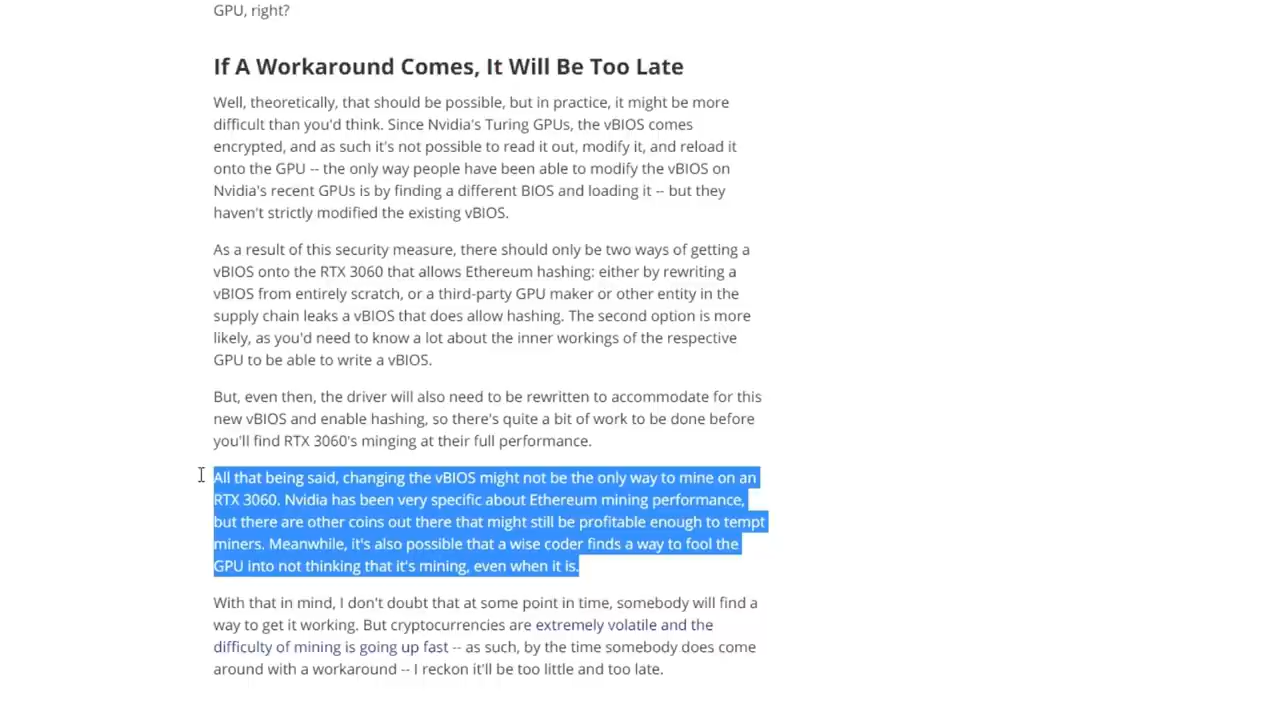 GPU, right?
If A Workaround Comes, It Will Be Too Late
Well, theoretically, that should be possible, but in practice, it might be more
difficult than you'd think. Since Nvidia's Turing GPUs, the vBIOS comes
encrypted, and as such it's not possible to read it out, modify it, and reload it
onto the GPU -- the only way people have been able to modify the vBIOS on
Nvidia's recent GPUs is by finding a different BIOS and loading it -- but they
haven't strictly modified the existing vBIOS.
As a result of this security measure, there should only be two ways of getting a
vBIOS onto the RTX 3060 that allows Ethereum hashing: either by rewriting a
vBIOS from entirely scratch, or a third-party GPU maker or other entity in the
supply chain leaks a vBIOS that does allow hashing. The second option is more
likely, as you'd need to know a lot about the inner workings of the respective
GPU to be able to write a vBIOS.
But, even then, the driver will also need to be rewritten to accommodate for this
new vBIOS and enable hashing, so there's quite a bit of work to be done before
you'll find RTX 3060's minging at their full performance.
All that being said, changing the vBIOS might not be the only way to mine on an
RTX 3060. Nvidia has been very specific about Ethereum mining performance,
but there are other coins out there that might still be profitable enough to tempt
miners. Meanwhile, it's also possible that a wise coder finds a way to fool the
GPU into not thinking that it's mining, even when it is.
With that in mind, I don't doubt that at some point in time, somebody will find a
way to get it working. But cryptocurrencies are extremely volatile and the
difficulty of mining is going up fast -- as such, by the time somebody does come
around with a workaround -- I reckon it'll be too little and too late.